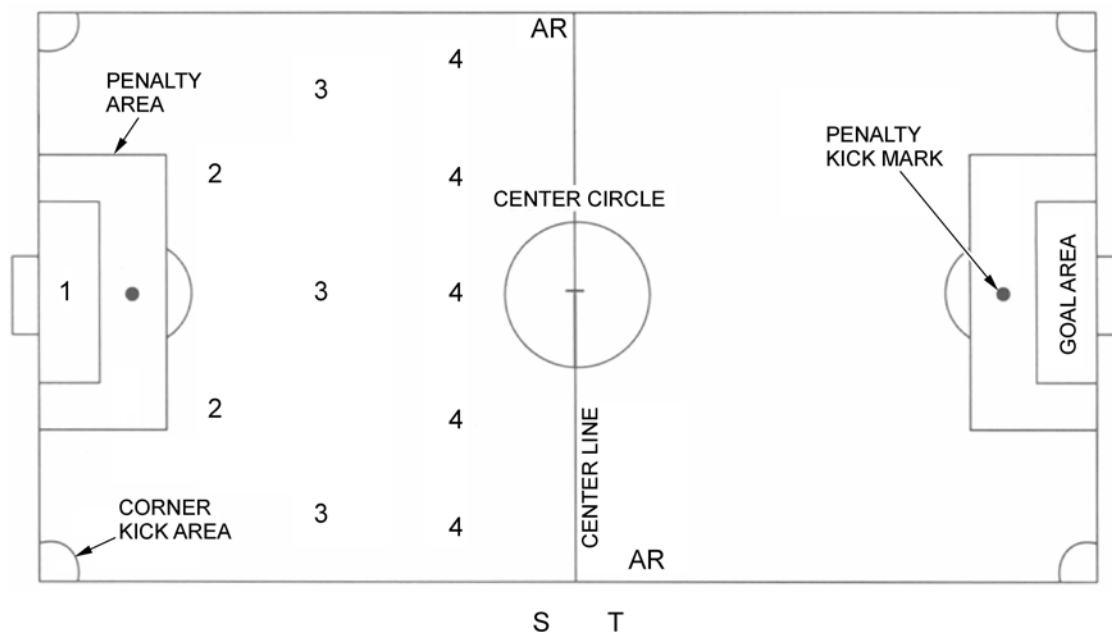 AR
4
3
PENALTY
AREA
PENALTY
KICK MARK
2
4
CENTER CIRCLE
1
3
4
GOAL AREA
2
4
CENTER LINE
CORNER
KICK AREA
3
4
AR
S T